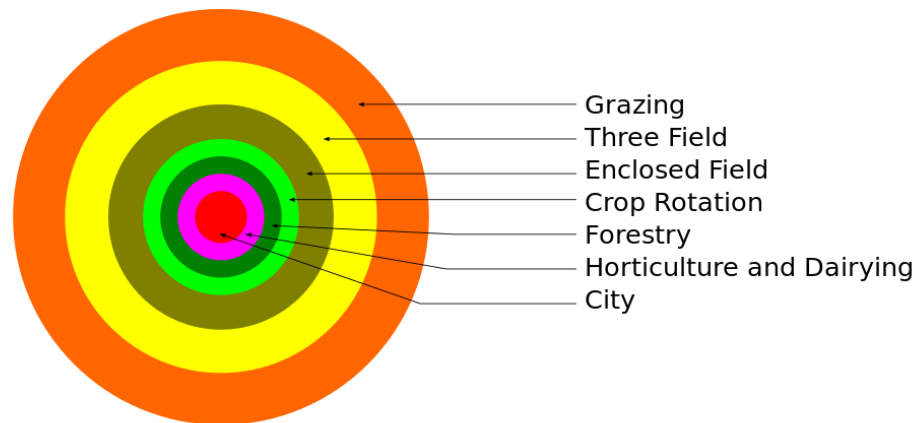 Grazing
Three Field
Enclosed Field
Crop Rotation
Forestry
Horticulture and Dairying
City